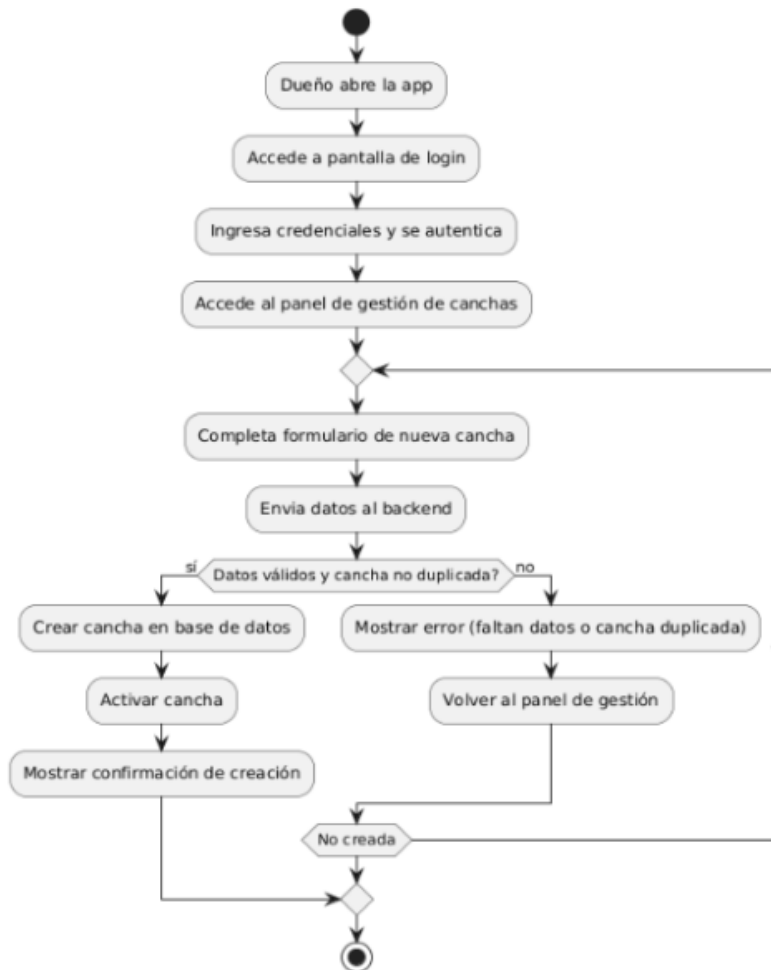 Dueño abre la app
Accede a pantalla de login
Ingresa credenciales y se autentica
Accede al panel de gestión de canchas
Completa formulario de nueva cancha
Envia datos al backend
sí
Datos válidos y cancha no duplicada?
no
Crear cancha en base de datos
Mostrar error (faltan datos o cancha duplicada)
Activar cancha
Volver al panel de gestión
Mostrar confirmación de creación
No creada